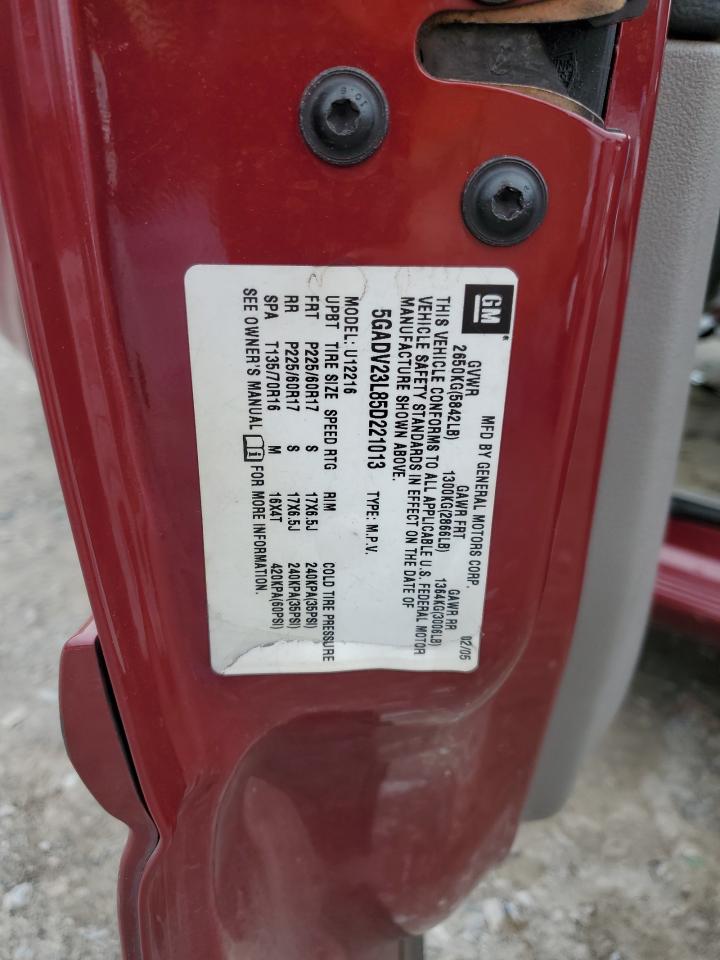 GM
MFD BY GENERAL MOTORS CORP. 02/05
GVWR GAWR FRT GAWR RR
2650KG(5842LB) 1300KG(2866LB) 1364KG(3006LB)
THIS VEHICLE CONFORMS TO ALL APPLICABLE U.S. FEDERAL MOTOR
VEHICLE SAFETY STANDARDS IN EFFECT ON THE DATE OF
MANUFACTURE SHOWN ABOVE.
5GADV23L85D221013 TYPE: M.P.V.
MODEL: U12216
UPBT TIRE SIZE SPEED RTG RIM COLD TIRE PRESSURE
FRT P225/60R17 S 17X6.5J 240KPA(35PSI)
RR P225/60R17 S 17X6.5J 240KPA(35PSI)
SPA T135/70R16 M 16X4T 420KPA(60PSI)
SEE OWNER'S MANUAL FOR MORE INFORMATION.
10.9